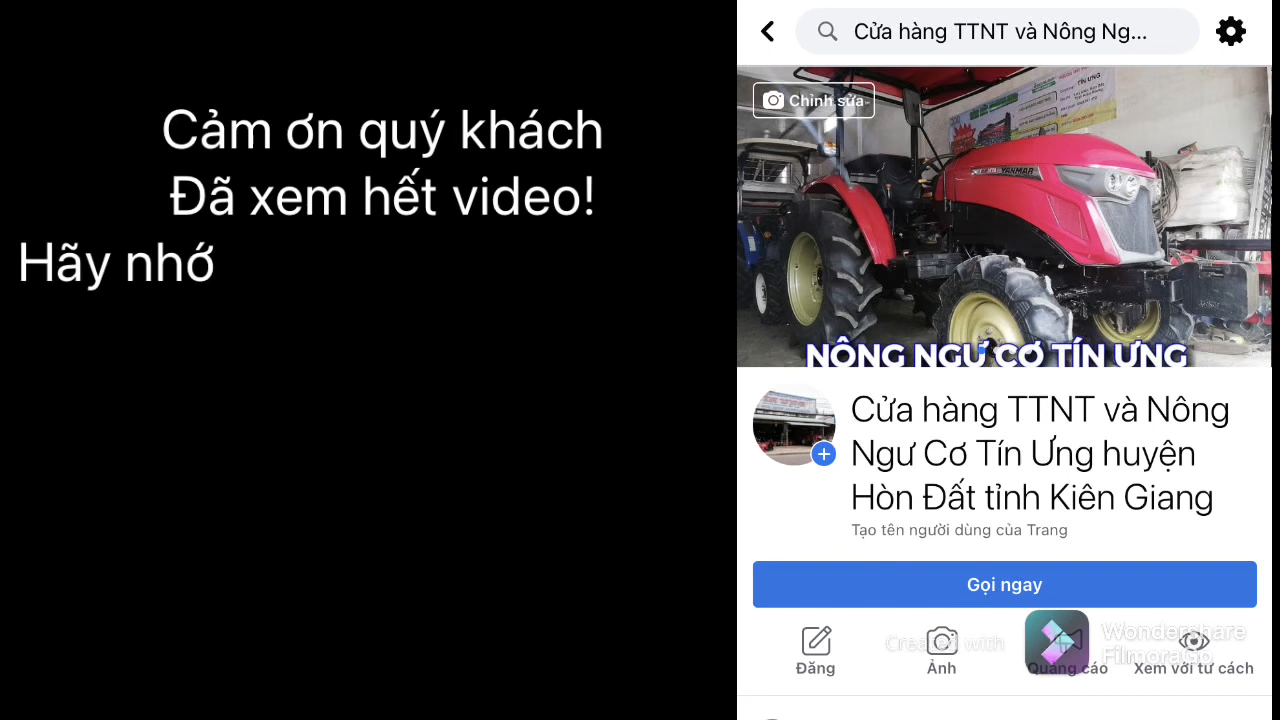 Cảm ơn quý khách
Đã xem hết video!
Hãy nhớ
Cửa hàng TTNT và Nông Ng...
Chỉnh sửa
TÍN ƯNG
YANMAR
NÔNG NGƯ CƠ TÍN ƯNG
Cửa hàng TTNT và Nông
Ngư Cơ Tín Ưng huyện
Hòn Đất tỉnh Kiên Giang
Tạo tên người dùng của Trang
Gọi ngay
Created with
Wondershare
FilmoraGo
Đăng
Ảnh
Quảng cáo
Xem với tư cách